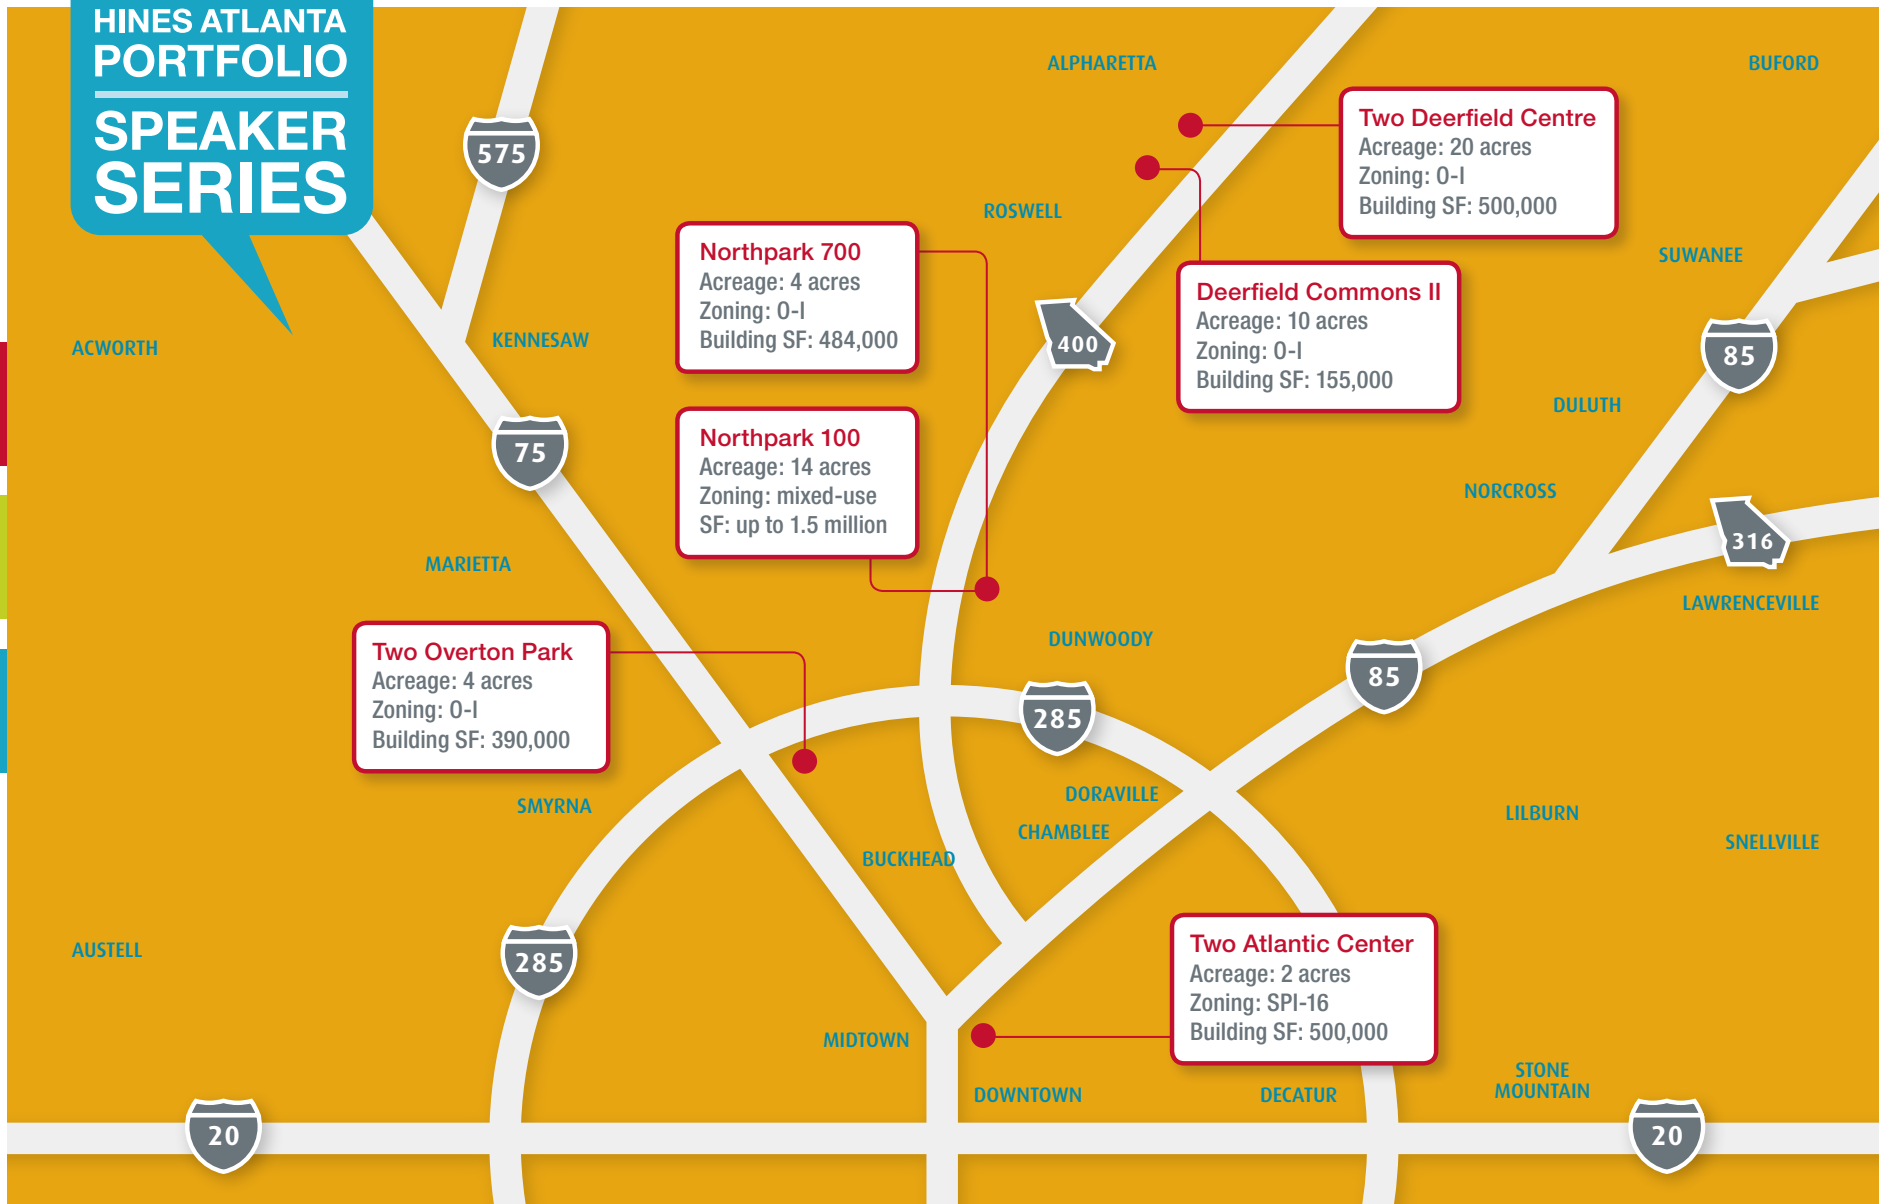 HINES ATLANTA
PORTFOLIO
SPEAKER
SERIES
ALPHARETTA
BUFORD
575
Two Deerfield Centre
Acreage: 20 acres
Zoning: O-I
Building SF: 500,000
ROSWELL
Northpark 700
Acreage: 4 acres
Zoning: O-I
Building SF: 484,000
SUWANEE
Deerfield Commons II
Acreage: 10 acres
Zoning: O-I
Building SF: 155,000
ACWORTH
KENNESAW
400
85
DULUTH
75
Northpark 100
Acreage: 14 acres
Zoning: mixed-use
SF: up to 1.5 million
NORCROSS
316
MARIETTA
LAWRENCEVILLE
DUNWOODY
Two Overton Park
Acreage: 4 acres
Zoning: O-I
Building SF: 390,000
85
285
DORAVILLE
SMYRNA
LILBURN
CHAMBLEE
SNELLVILLE
BUCKHEAD
AUSTELL
285
Two Atlantic Center
Acreage: 2 acres
Zoning: SPI-16
Building SF: 500,000
MIDTOWN
STONE
MOUNTAIN
DOWNTOWN
DECATUR
20
20